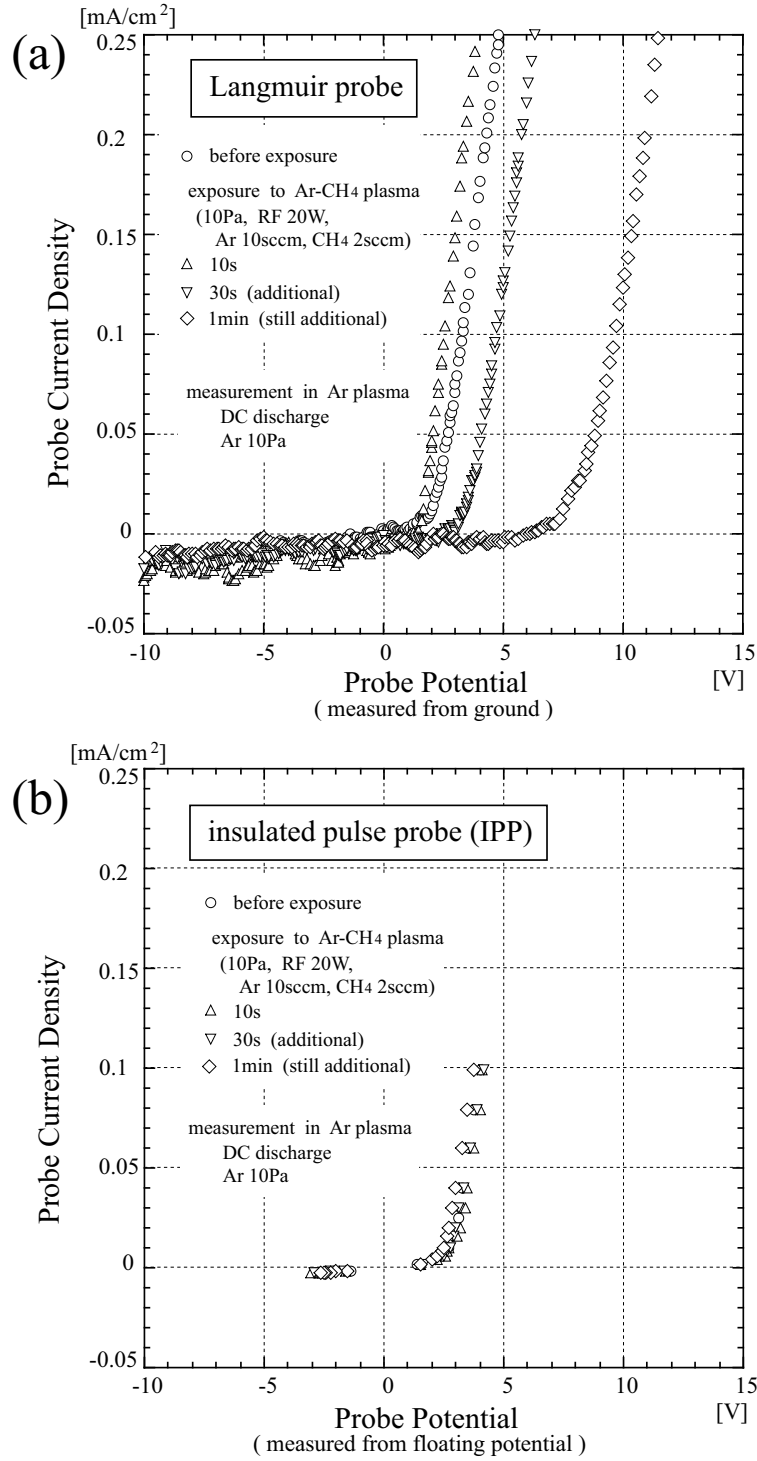 [mA/cm2]
(a)
0.25
Langmuir probe
0.2
before exposure
exposure to Ar-CH4 plasma
(10Pa, RF 20W,
Ar 10sccm, CH4 2sccm)
0.15
10s
30s (additional)
1min (still additional)
0.1
measurement in Ar plasma
DC discharge
Ar 10Pa
0.05
0
-0.05
Probe Current Density
-10 -5 0 5 10 15
Probe Potential [V]
( measured from ground )
[mA/cm2]
(b)
0.25
insulated pulse probe (IPP)
0.2
before exposure
exposure to Ar-CH4 plasma
(10Pa, RF 20W,
Ar 10sccm, CH4 2sccm)
0.15
10s
30s (additional)
1min (still additional)
0.1
measurement in Ar plasma
DC discharge
Ar 10Pa
0.05
0
-0.05
Probe Current Density
-10 -5 0 5 10 15
Probe Potential [V]
( measured from floating potential )